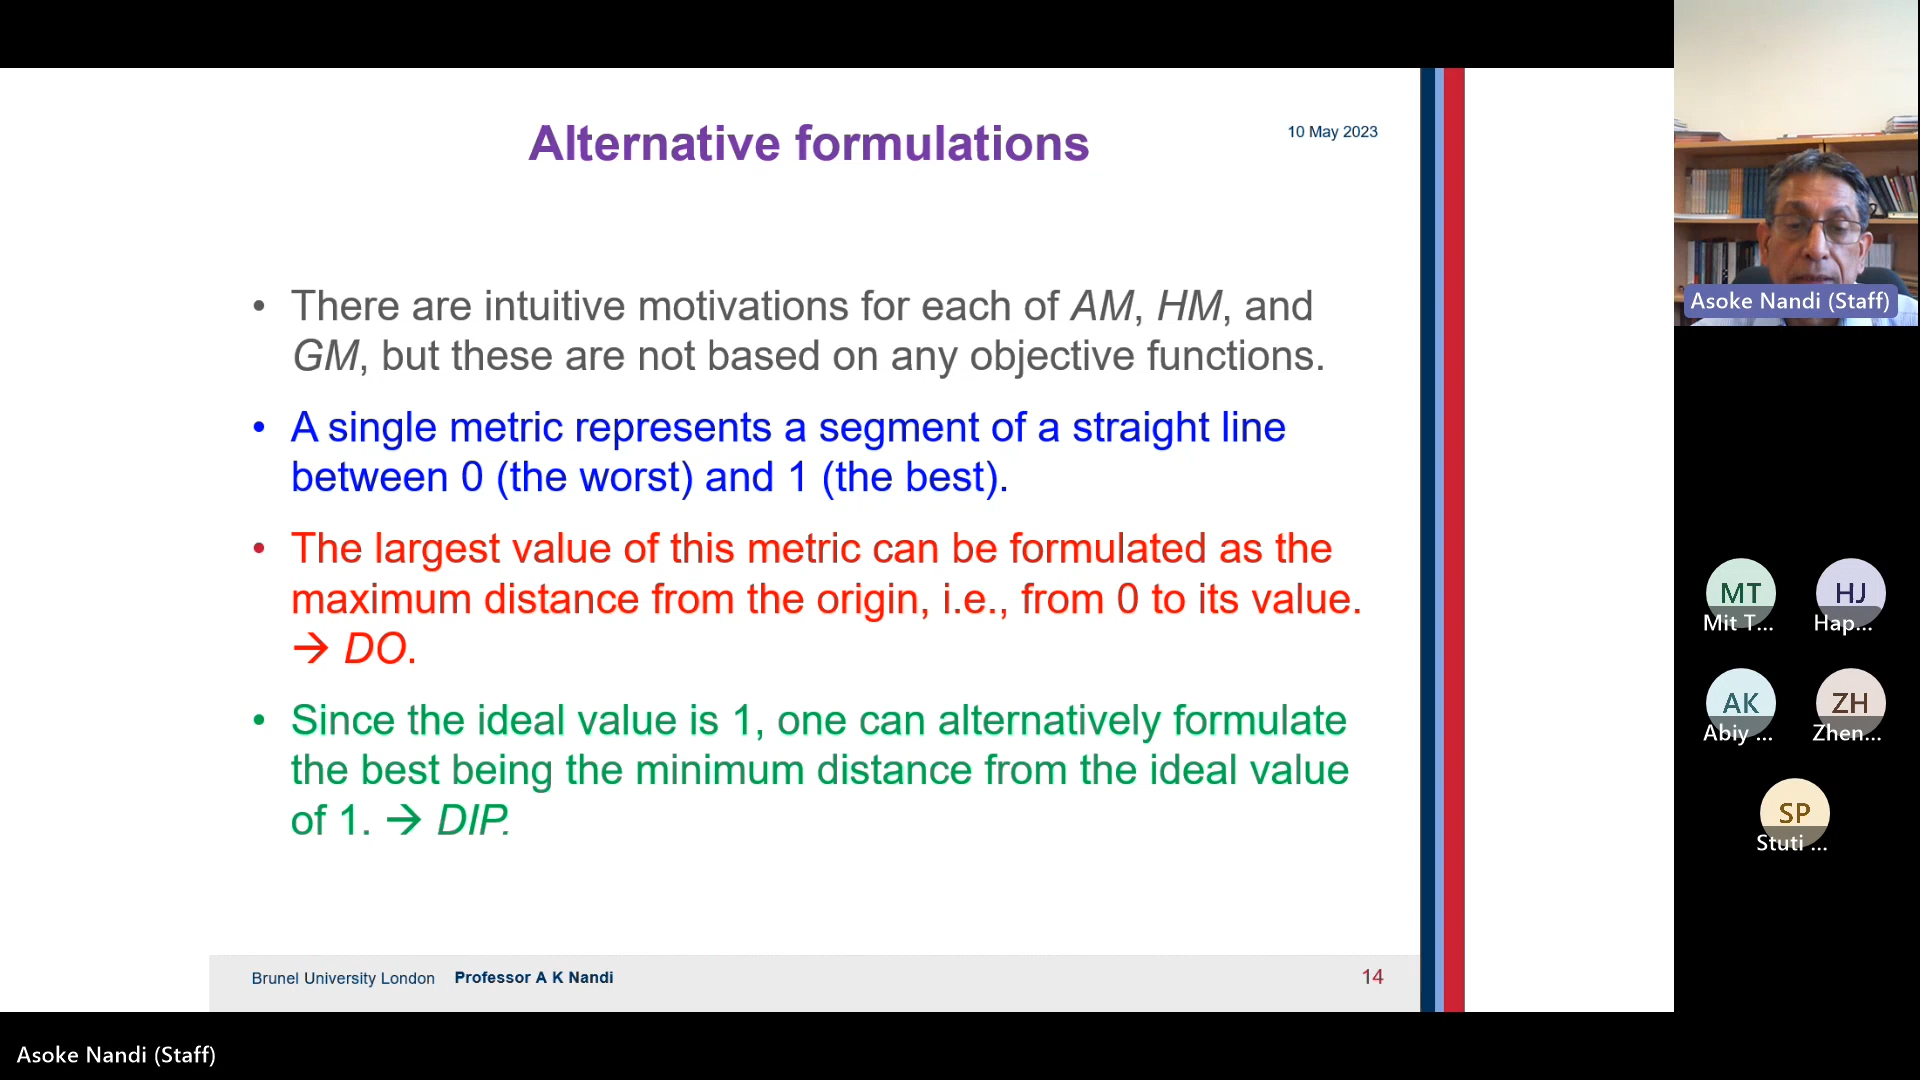 Alternative formulations
10 May 2023
• There are intuitive motivations for each of AM, HM, and
GM, but these are not based on any objective functions.
• A single metric represents a segment of a straight line
between 0 (the worst) and 1 (the best).
• The largest value of this metric can be formulated as the
maximum distance from the origin, i.e., from 0 to its value.
→ DO.
• Since the ideal value is 1, one can alternatively formulate
the best being the minimum distance from the ideal value
of 1. → DIP.
Brunel University London Professor A K Nandi
14
Asoke Nandi (Staff)
MT
Mit T...
HJ
Hap...
AK
Abiy ...
ZH
Zhen...
SP
Stuti ...
Asoke Nandi (Staff)